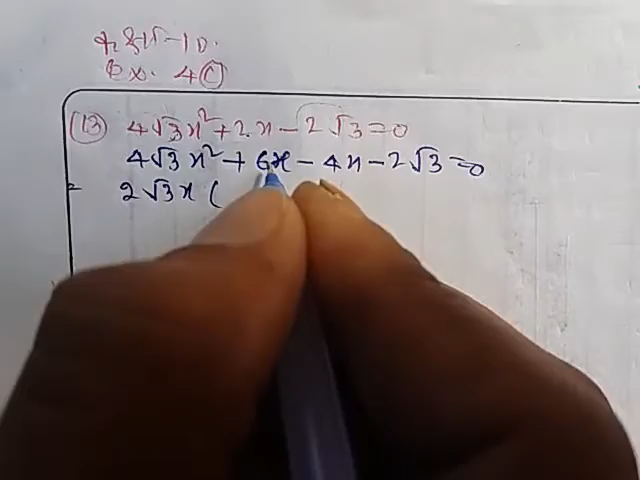 Ex. 4(C)
(13) 4√3x²+2x-2√3=0
4√3x²+6x-4x-2√3=0
2√3x(